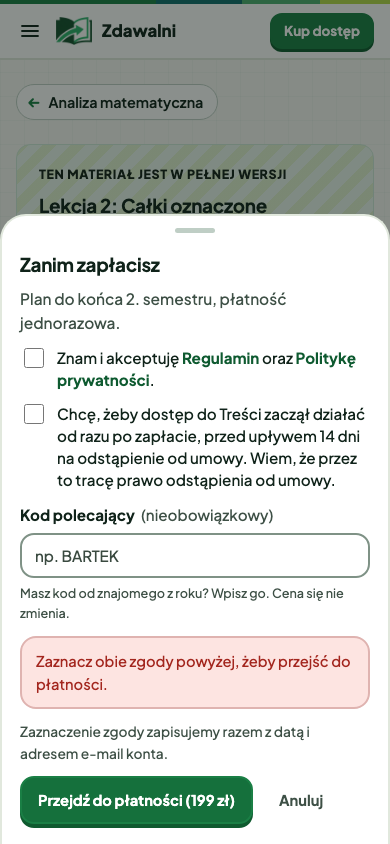 Zdawalni
Kup dostęp
← Analiza matematyczna
TEN MATERIAŁ JEST W PEŁNEJ WERSJI
Lekcja 2: Całki oznaczone
Zanim zapłacisz
Plan do końca 2. semestru, płatność
jednorazowa.
Znam i akceptuję Regulamin oraz Politykę
prywatności.
Chcę, żeby dostęp do Treści zaczął działać
od razu po zapłacie, przed upływem 14 dni
na odstąpienie od umowy. Wiem, że przez
to tracę prawo odstąpienia od umowy.
Kod polecający (nieobowiązkowy)
np. BARTEK
Masz kod od znajomego z roku? Wpisz go. Cena się nie
zmienia.
Zaznacz obie zgody powyżej, żeby przejść do
płatności.
Zaznaczenie zgody zapisujemy razem z datą i
adresem e-mail konta.
Przejdź do płatności (199 zł)
Anuluj